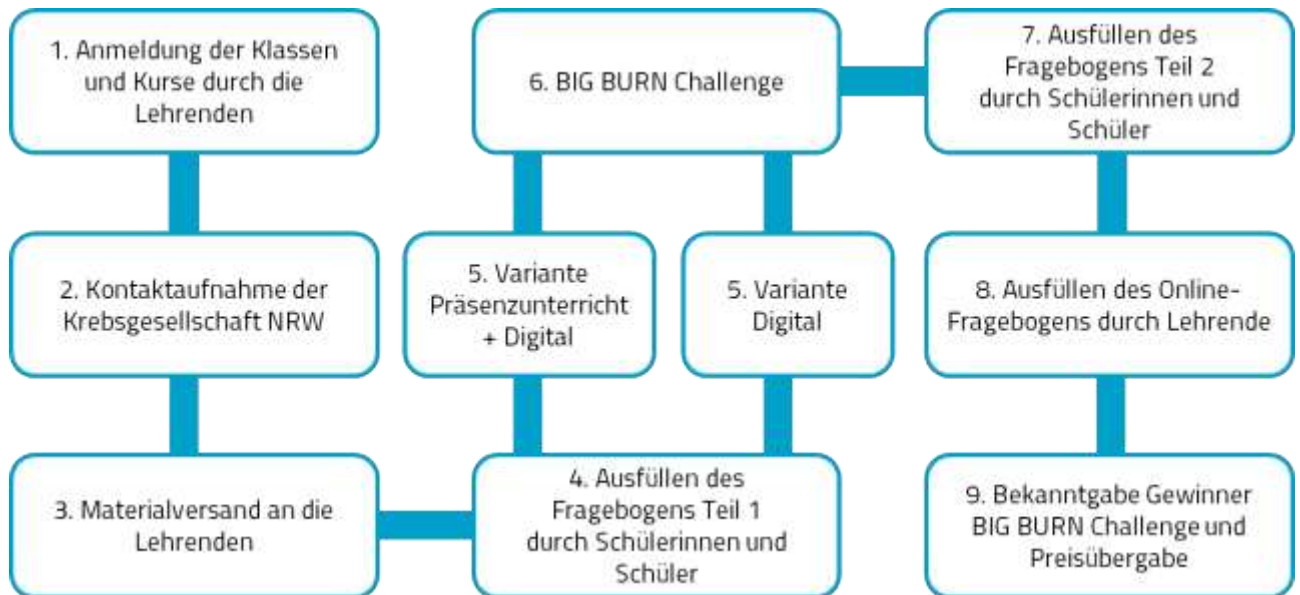 1. Anmeldung der Klassen
und Kurse durch die
Lehrenden
2. Kontaktaufnahme der
Krebsgesellschaft NRW
3. Materialversand an die
Lehrenden
4. Ausfüllen des
Fragebogens Teil 1
durch Schülerinnen und
Schüler
5. Variante
Präsenzunterricht
+ Digital
5. Variante
Digital
6. BIG BURN Challenge
7. Ausfüllen des
Fragebogens Teil 2
durch Schülerinnen und
Schüler
8. Ausfüllen des Online-
Fragebogens durch Lehrende
9. Bekanntgabe Gewinner
BIG BURN Challenge und
Preisübergabe